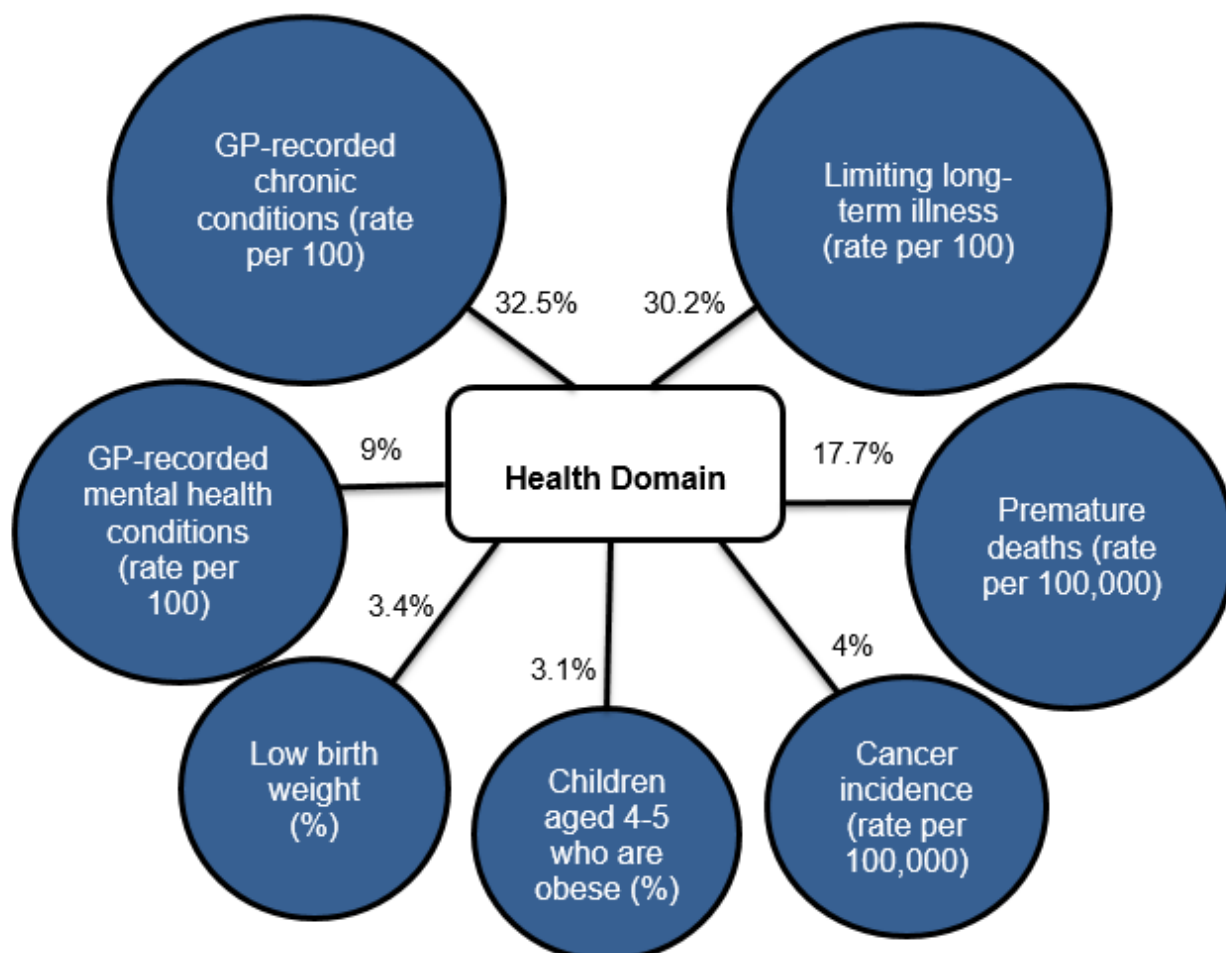 GP-recorded
chronic
conditions (rate
per 100)
Limiting long-
term illness
(rate per 100)
32.5%
30.2%
GP-recorded
mental health
conditions
(rate per
100)
9%
Health Domain
17.7%
Premature
deaths (rate
per 100,000)
3.4%
3.1%
4%
Low birth
weight
(%)
Children
aged 4-5
who are
obese (%)
Cancer
incidence
(rate per
100,000)